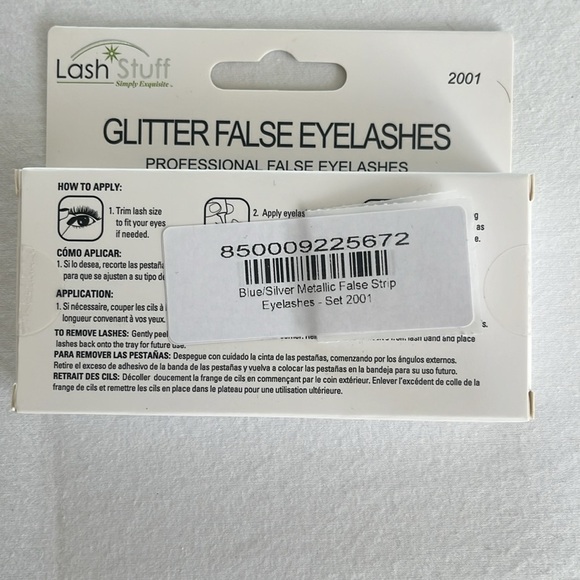 Lash Stuff
Simply Exquisite
2001
GLITTER FALSE EYELASHES
PROFESSIONAL FALSE EYELASHES
HOW TO APPLY:
1. Trim lash size
to fit your eyes
if needed.
2. Apply eyelas
g
as
e.
CÓMO APLICAR:
1. Si lo desea, recorte las pestaña
para que se ajusten a su tipo de
APPLICATION:
1. Si nécessaire, couper les cils à
longueur convenant à vos yeux.
s.
850009225672
Blue/Silver Metallic False Strip
Eyelashes - Set 2001
TO REMOVE LASHES: Gently peel from lash band and place
lashes back onto the tray for future use.
PARA REMOVER LAS PESTAÑAS: Despegue con cuidado la cinta de las pestañas, comenzando por los ángulos externos.
Retire el exceso de adhesivo de la banda de las pestañas y vuelva a colocar las pestañas en la bandeja para su uso futuro.
RETRAIT DES CILS: Décoller doucement la frange de cils en commençant par le coin extérieur. Enlever l'excédent de colle de la
frange de cils et remettre les cils en place dans le plateau pour une utilisation ultérieure.